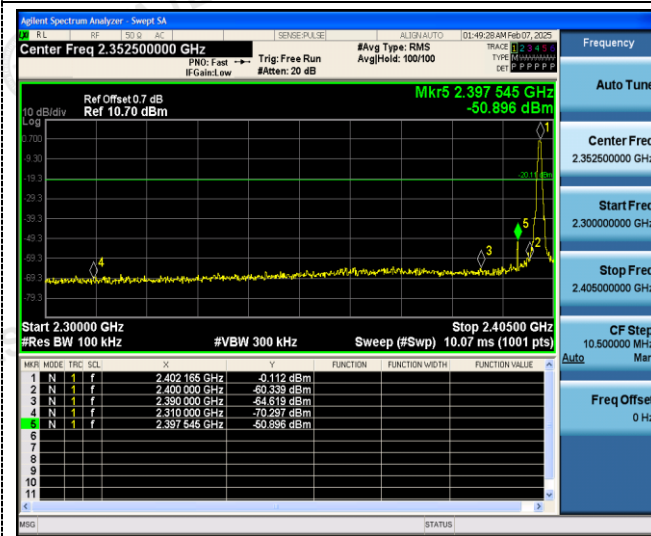 Agilent Spectrum Analyzer - Swept SA
RL RF 50 Ω AC SENSE:PULSE ALIGNAUTO 01:49:28 AM Feb 07, 2025
Center Freq 2.352500000 GHz
PNO: Fast Trig: Free Run
IFGain:Low #Atten: 20 dB
#Avg Type: RMS
Avg|Hold: 100/100
TRACE 1 2 3 4 5 6
TYPE M
DET P P P P P P
Ref Offset 0.7 dB
10 dB/div Ref 10.70 dBm
Log
Mkr5 2.397 545 GHz
-50.896 dBm
0.700
-9.30
-19.3
-29.3
-39.3
-49.3
-59.3
-69.3
-79.3
-20.11 dBm
1
5
2
3
4
Start 2.30000 GHz Stop 2.40500 GHz
#Res BW 100 kHz #VBW 300 kHz Sweep (#Swp) 10.07 ms (1001 pts)
MKR MODE TRC SCL X Y FUNCTION FUNCTION WIDTH FUNCTION VALUE
1 N 1 f 2.402 165 GHz -0.112 dBm
2 N 1 f 2.400 000 GHz -60.339 dBm
3 N 1 f 2.390 000 GHz -64.619 dBm
4 N 1 f 2.310 000 GHz -70.297 dBm
5 N 1 f 2.397 545 GHz -50.896 dBm
6
7
8
9
10
11
MSG STATUS
Frequency
Auto Tune
Center Freq
2.352500000 GHz
Start Freq
2.300000000 GHz
Stop Freq
2.405000000 GHz
CF Step
10.500000 MHz
Auto Man
Freq Offset
0 Hz